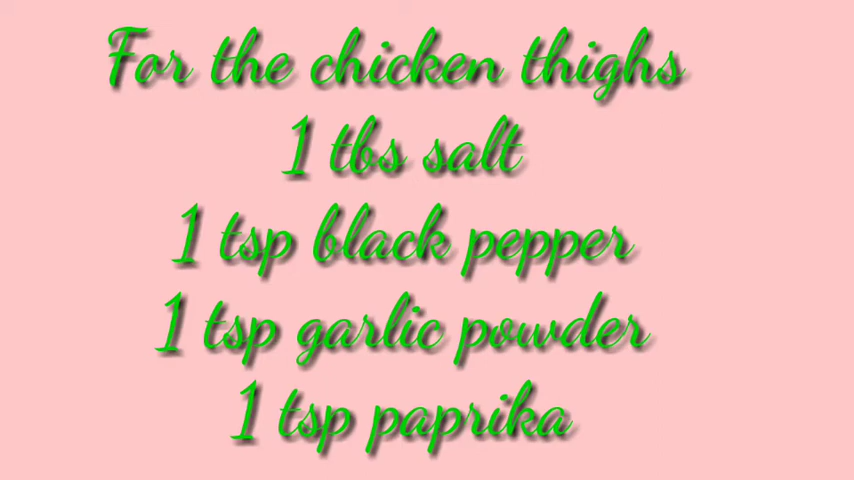 For the chicken thighs
1 tbs salt
1 tsp black pepper
1 tsp garlic powder
1 tsp paprika